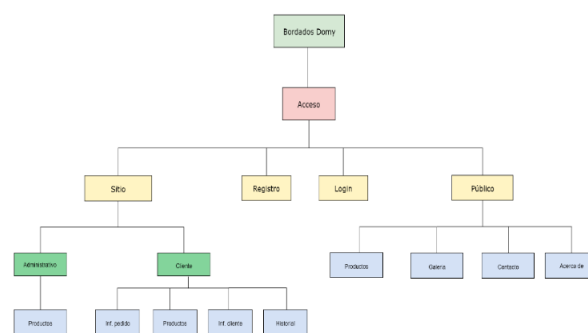 Bordados Domy
Acceso
Sitio
Registro
Login
Público
Administrativo
Cliente
Productos
Galeria
Contacto
Acerca de
Productos
Inf. pedido
Productos
Inf. cliente
Historial